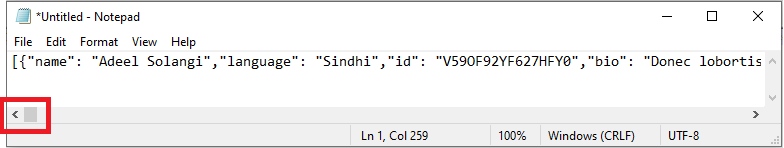 *Untitled - Notepad
File Edit Format View Help
[{"name": "Adeel Solangi","language": "Sindhi","id": "V59OF92YF627HFY0","bio": "Donec lobortis
Ln 1, Col 259 100% Windows (CRLF) UTF-8